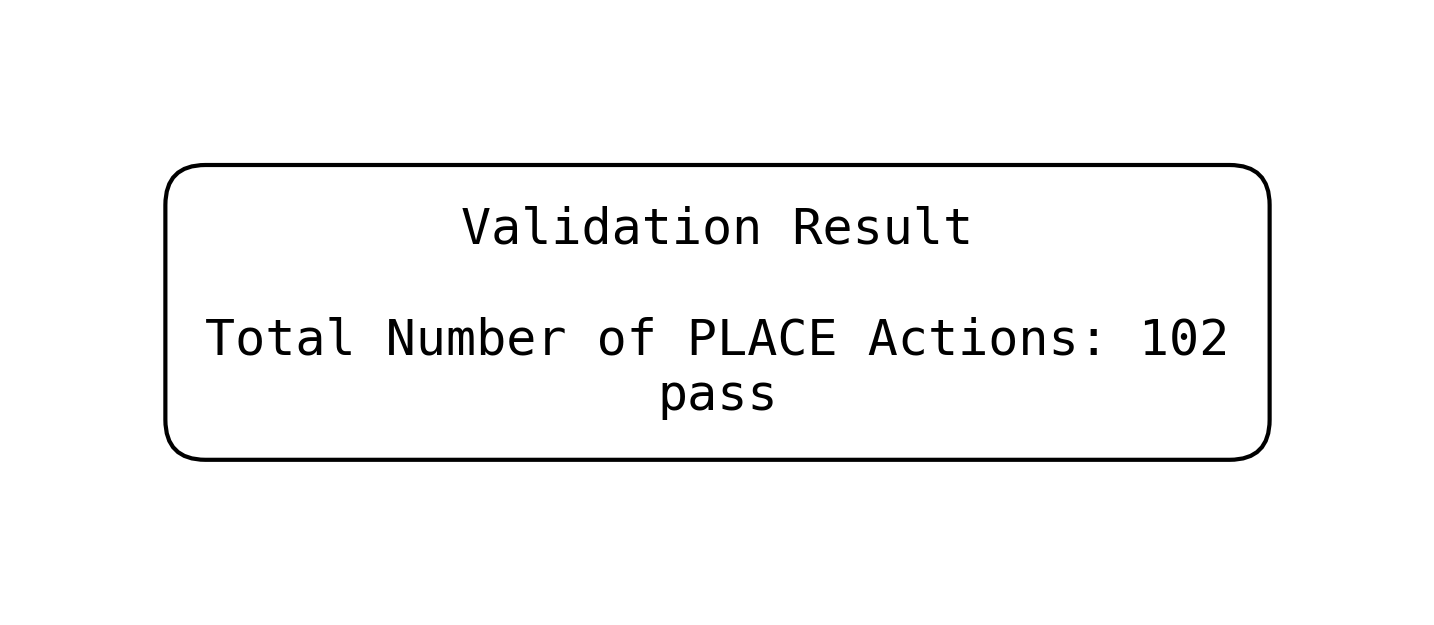 Validation Result
Total Number of PLACE Actions: 102
pass